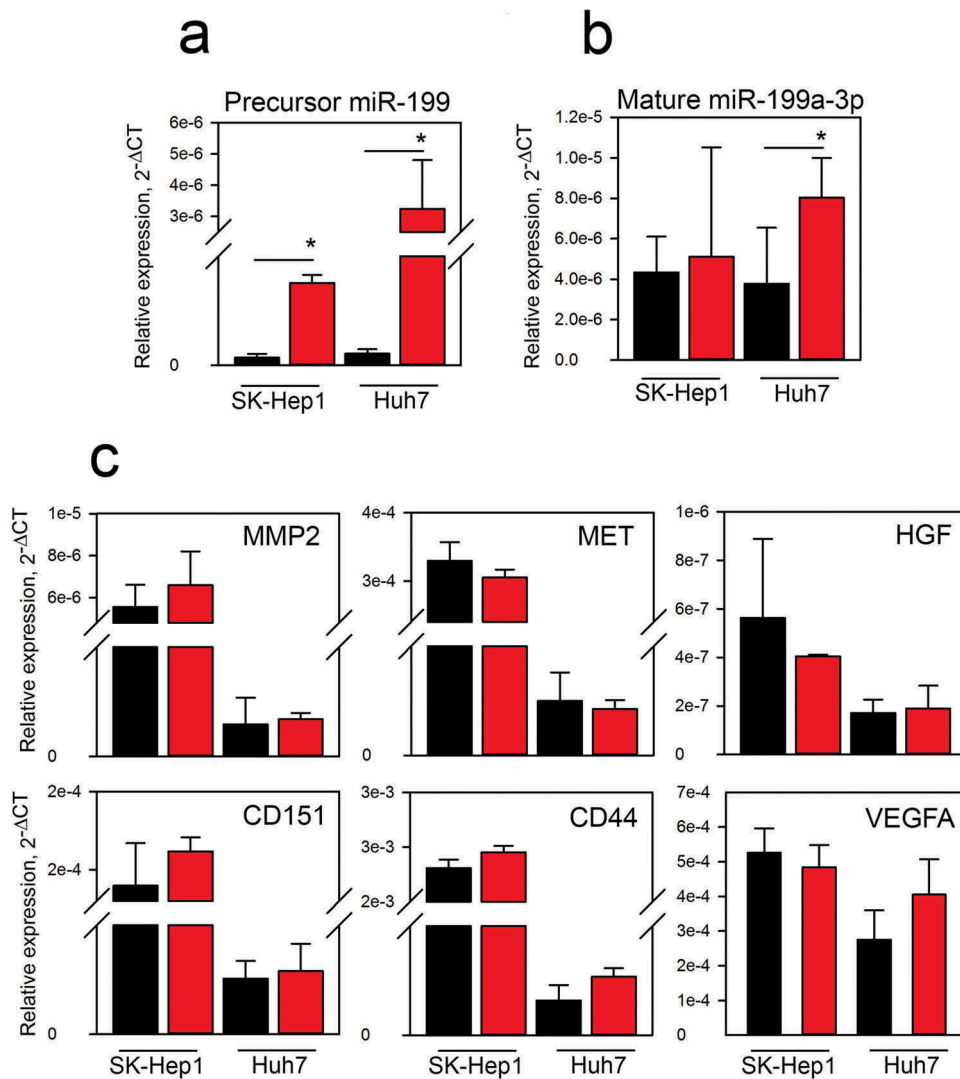 a
b
Precursor miR-199
Mature miR-199a-3p
Relative expression, 2-ΔCT
6e-6
5e-6
4e-6
3e-6
0
*
*
SK-Hep1
Huh7
Relative expression, 2-ΔCT
1.2e-5
1.0e-5
8.0e-6
6.0e-6
4.0e-6
2.0e-6
0.0
*
SK-Hep1
Huh7
c
Relative expression, 2-ΔCT
1e-5
8e-6
6e-6
0
MMP2
4e-4
3e-4
0
MET
1e-6
8e-7
6e-7
4e-7
2e-7
0
HGF
Relative expression, 2-ΔCT
2e-4
2e-4
0
CD151
SK-Hep1
Huh7
3e-3
3e-3
2e-3
0
CD44
SK-Hep1
Huh7
7e-4
6e-4
5e-4
4e-4
3e-4
2e-4
1e-4
0
VEGFA
SK-Hep1
Huh7